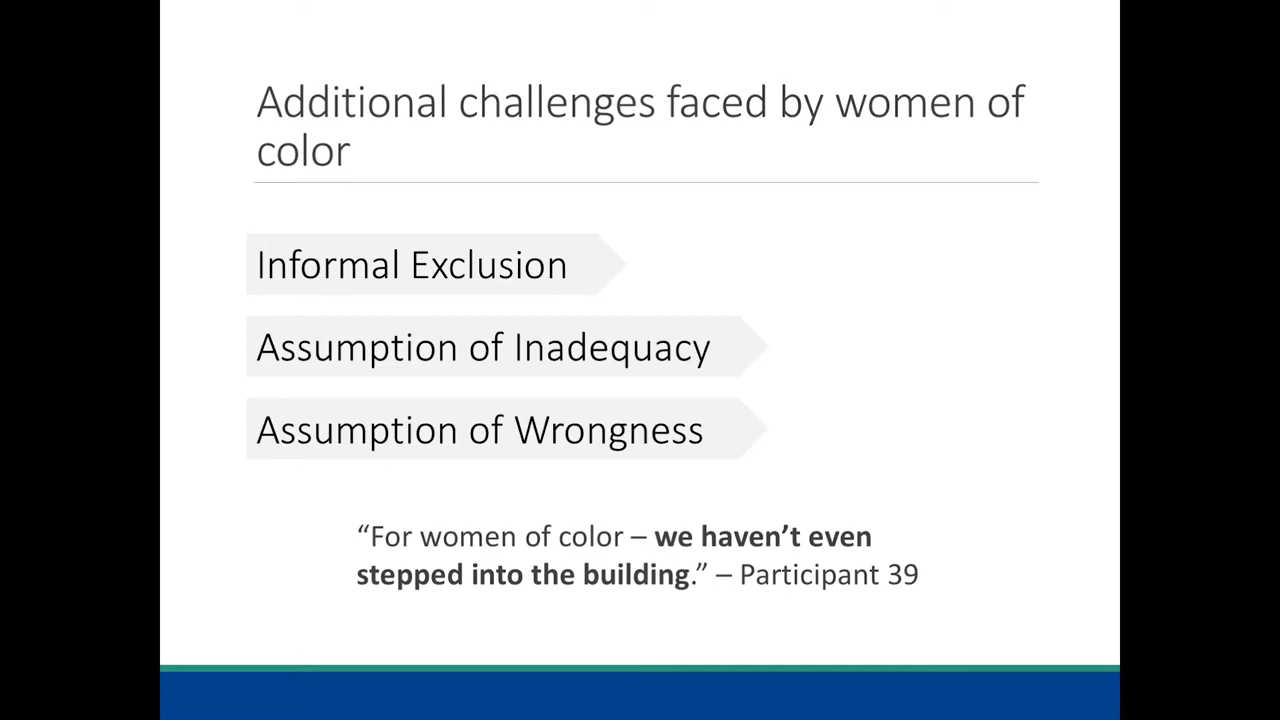 Additional challenges faced by women of
color
Informal Exclusion
Assumption of Inadequacy
Assumption of Wrongness
“For women of color – we haven’t even
stepped into the building.” – Participant 39